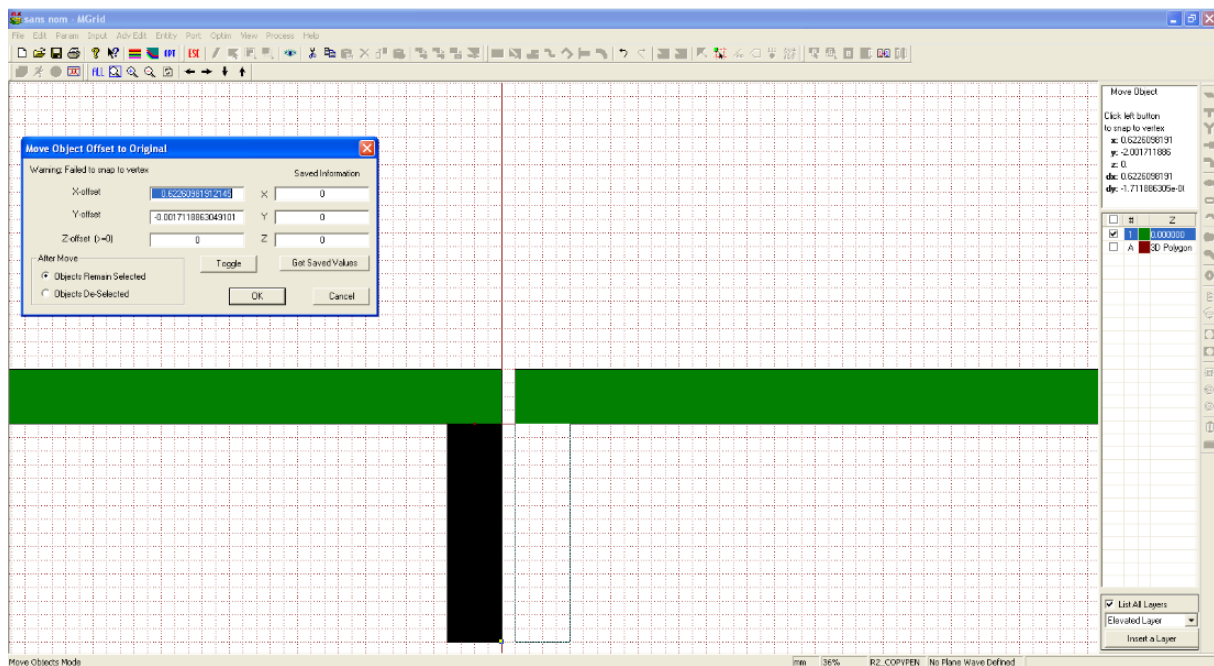 sans nom - MGrid
File Edit Param Input Adv Edit Entity Port Optim View Process Help
OPT ESC
ALL
Move Object Offset to Original
Warning: Failed to snap to vertex
Saved Information
X-offset 0.62260981912145 X 0
Y-offset -0.0017118863049101 Y 0
Z-offset (>=0) 0 Z 0
After Move
Toggle Get Saved Values
Objects Remain Selected
Objects De-Selected
OK Cancel
Move Object
Click left button
to snap to vertex
x: 0.6226098191
y: -2.001711886
z: 0.
dx: 0.6226098191
dy: -1.711886305e-0
# Z
1 0.000000
A 3D Polygon
List All Layers
Elevated Layer
Insert a Layer
Move Objects Mode mm 36% R2_COPYPEN No Plane Wave Defined